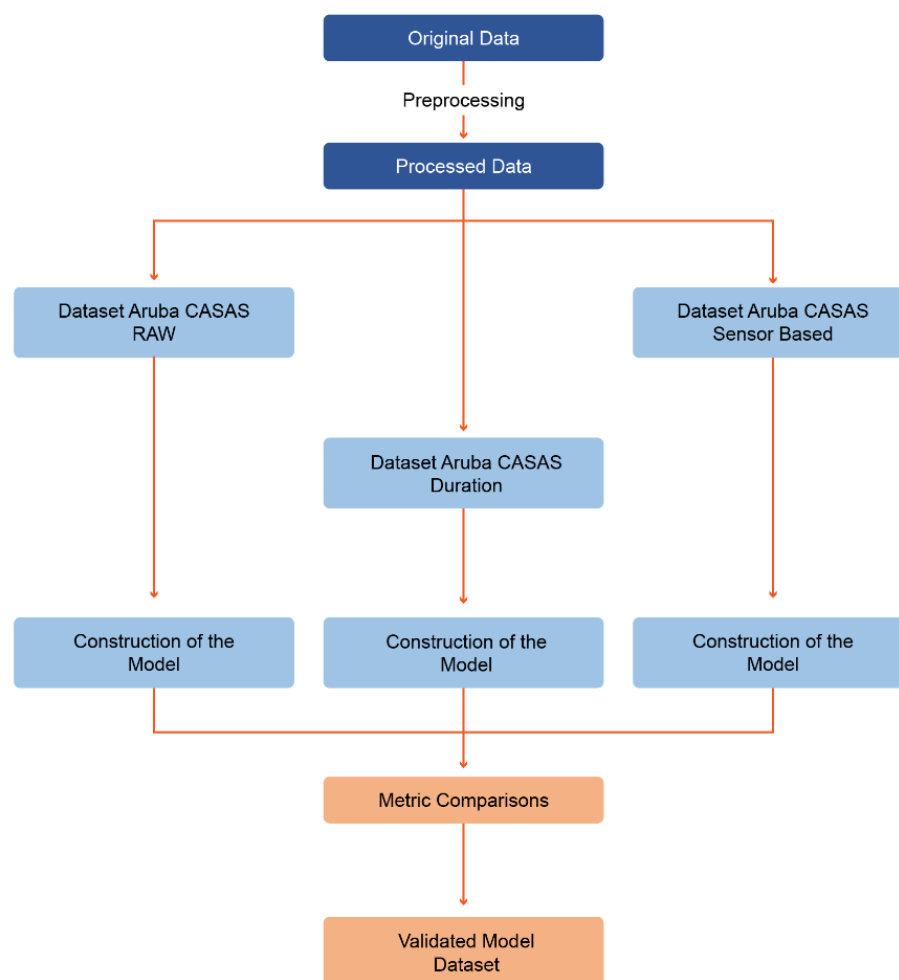 Original Data
Preprocessing
Processed Data
Dataset Aruba CASAS
RAW
Dataset Aruba CASAS
Sensor Based
Dataset Aruba CASAS
Duration
Construction of the
Model
Construction of the
Model
Construction of the
Model
Metric Comparisons
Validated Model
Dataset